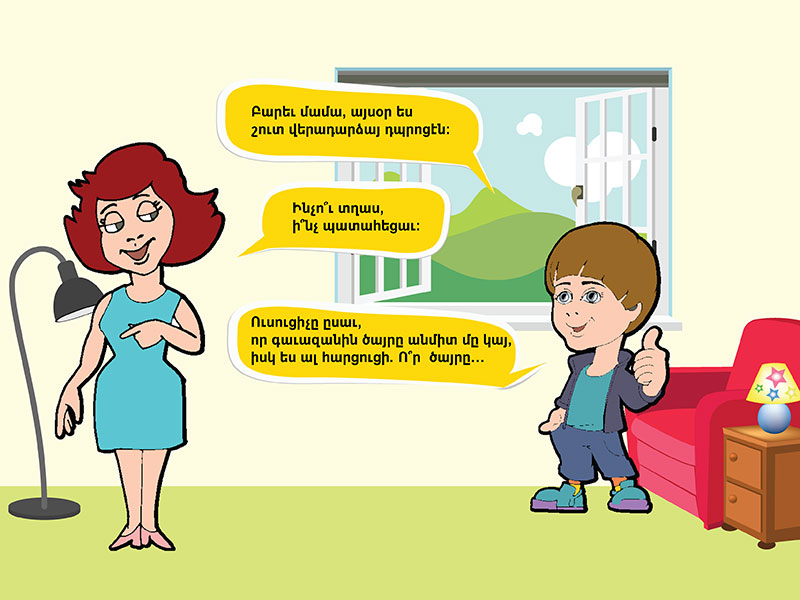 Բարեւ մամա, այսօր ես
շուտ վերադարձայ դպրոցէն:
Ինչո՞ւ տղաս,
ի՞նչ պատահեցաւ:
Ուսուցիչը ըսաւ,
որ գաւազանին ծայրը անմիտ մը կայ,
իսկ ես ալ հարցուցի. Ո՞ր ծայրը...